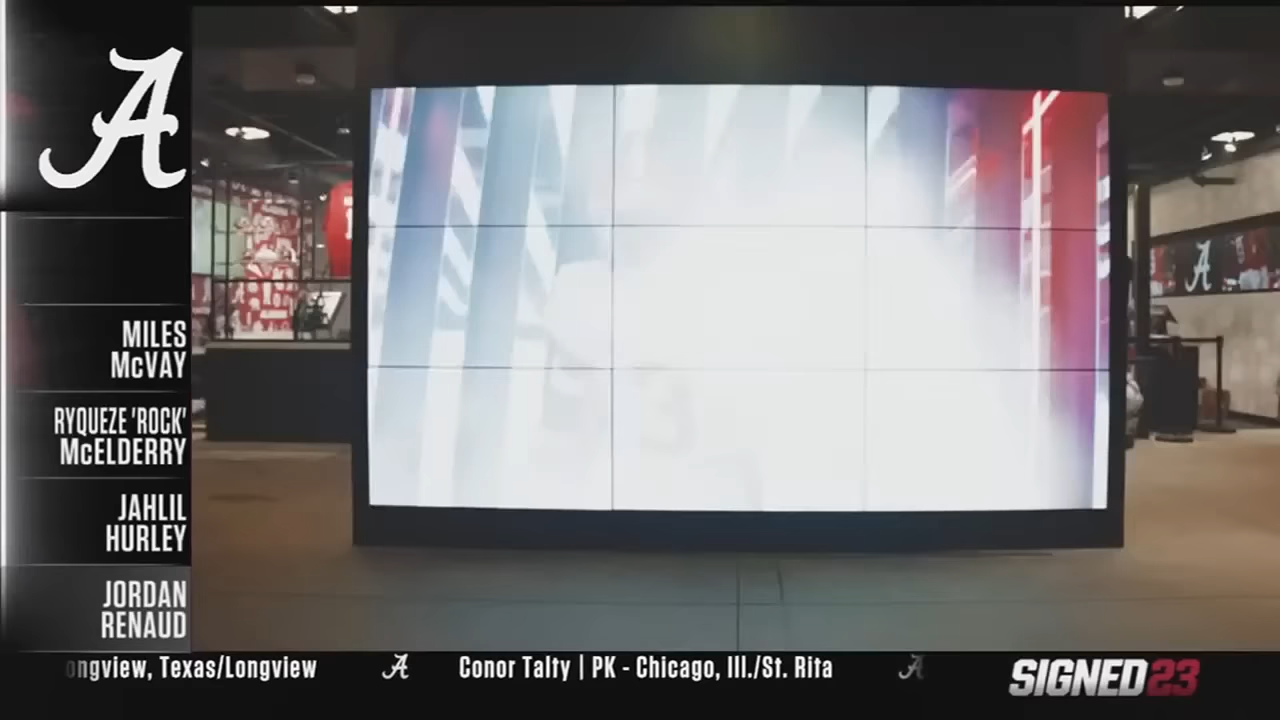 A
MILES
McVAY
RYQUEZE 'ROCK'
McELDERRY
JAHLIL
HURLEY
JORDAN
RENAUD
A
ongview, Texas/Longview A Conor Talty | PK - Chicago, Ill./St. Rita A
SIGNED23